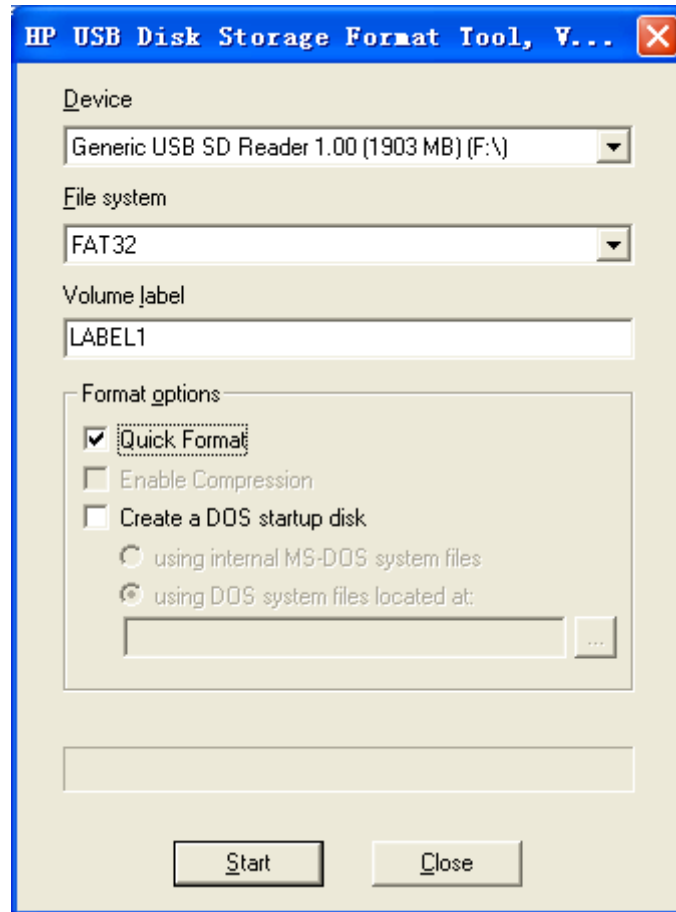 HP USB Disk Storage Format Tool, V...
Device
Generic USB SD Reader 1.00 (1903 MB) (F:\)
File system
FAT32
Volume label
LABEL1
Format options
Quick Format
Enable Compression
Create a DOS startup disk
using internal MS-DOS system files
using DOS system files located at:
...
Start
Close